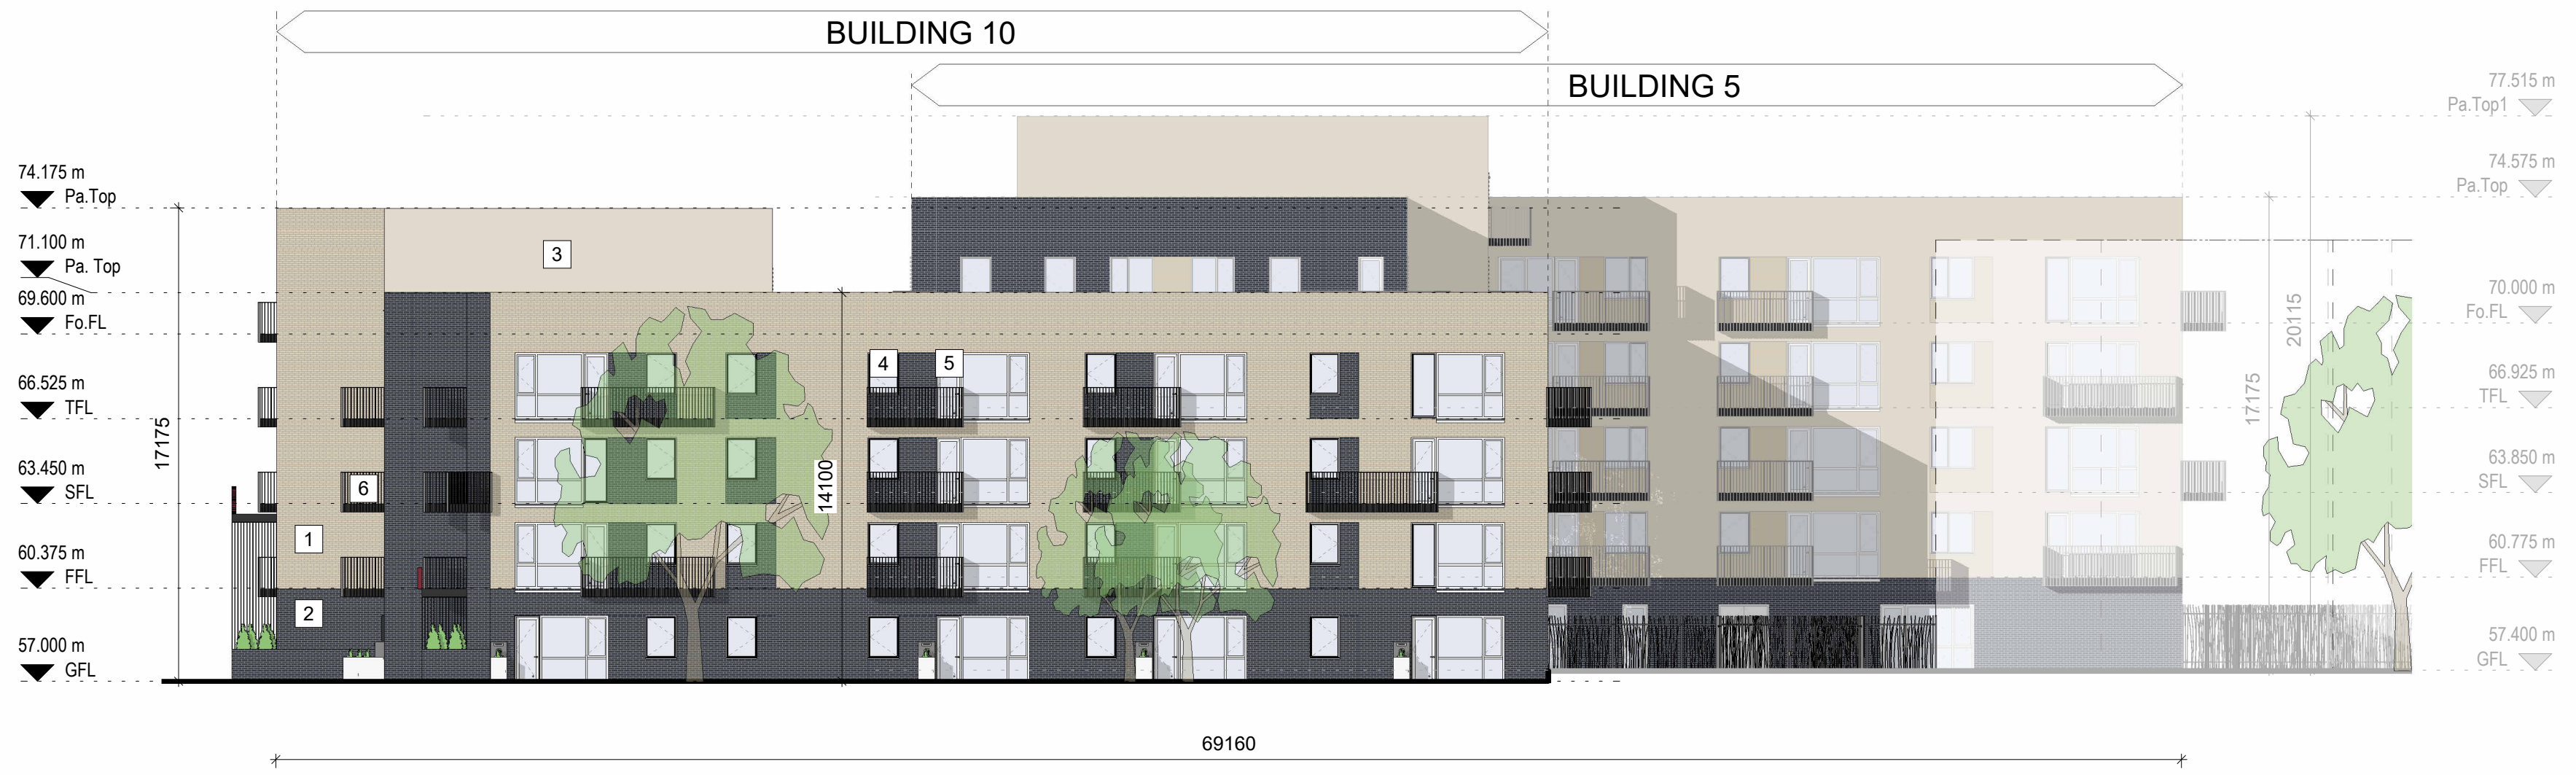 BUILDING 10
BUILDING 5
77.515 m
Pa.Top1
74.175 m
Pa.Top
74.575 m
Pa.Top
71.100 m
Pa. Top
3
69.600 m
Fo.FL
70.000 m
Fo.FL
20115
66.525 m
TFL
4
5
66.925 m
TFL
17175
17175
63.450 m
SFL
6
14100
63.850 m
SFL
1
60.375 m
FFL
60.775 m
FFL
2
57.000 m
GFL
57.400 m
GFL
69160